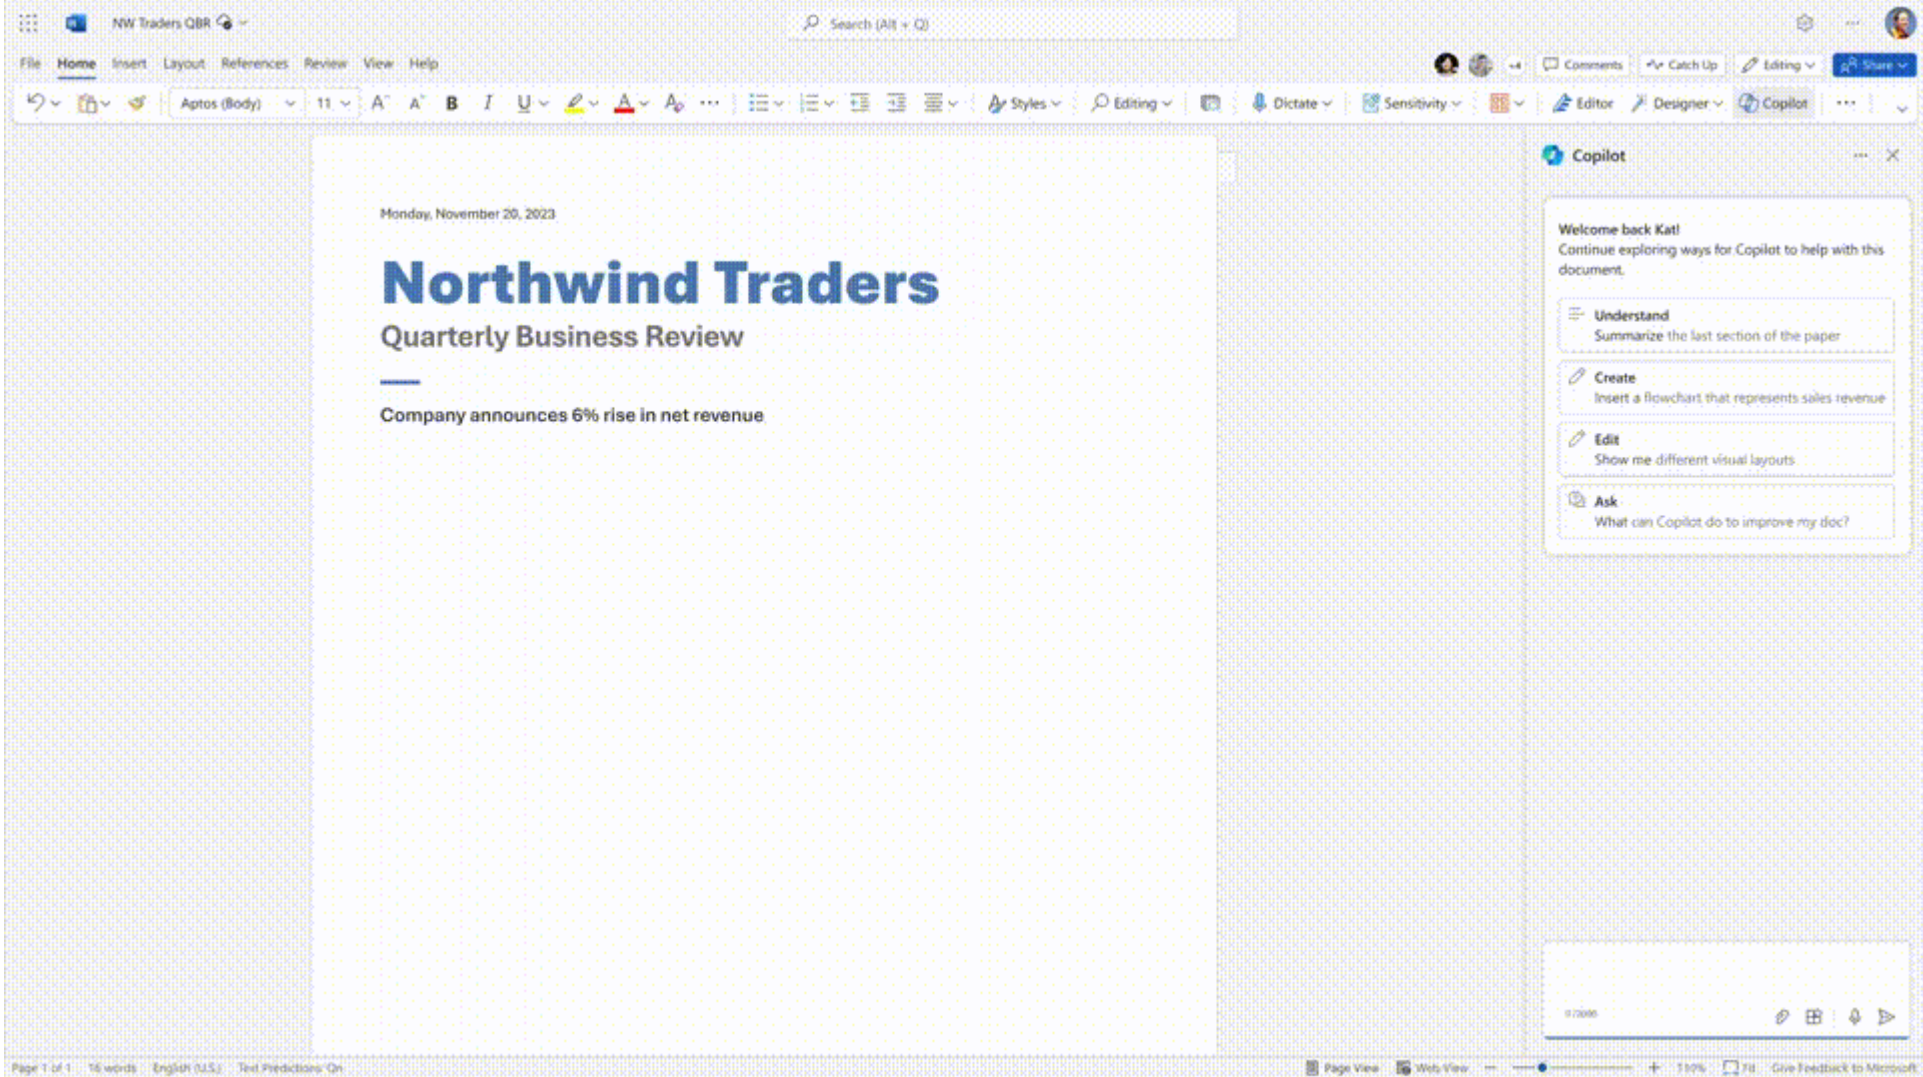 NW Traders QBR
Search (Alt + Q)
File Home Insert Layout References Review View Help
+4 Comments Catch Up Editing Share
Aptos (Body) 11 A A B I U A A Styles Editing Dictate Sensitivity Editor Designer Copilot
Copilot
Monday, November 20, 2023
Northwind Traders
Quarterly Business Review
Company announces 6% rise in net revenue
Welcome back Kat!
Continue exploring ways for Copilot to help with this
document.
Understand
Summarize the last section of the paper
Create
Insert a flowchart that represents sales revenue
Edit
Show me different visual layouts
Ask
What can Copilot do to improve my doc?
Page 1 of 1 16 words English (U.S.) Text Predictions: On Page View Web View 110% Fit Give Feedback to Microsoft